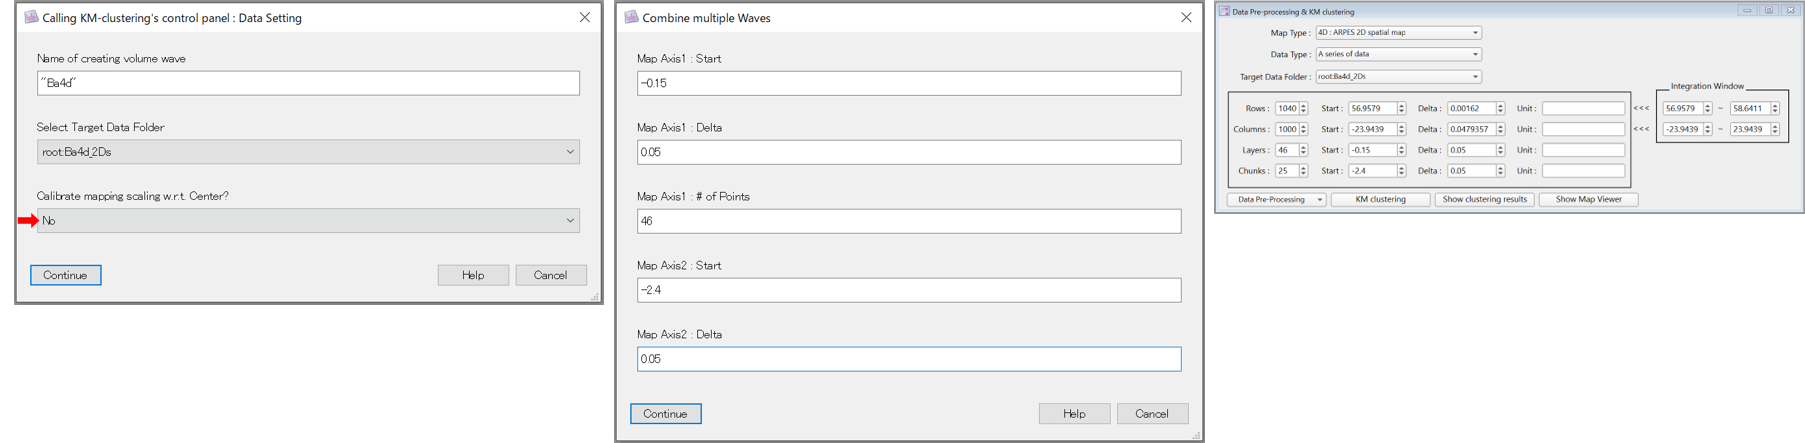 Calling KM-clustering's control panel : Data Setting
Name of creating volume wave
"Ba4d"
Select Target Data Folder
root:Ba4d_2Ds
Calibrate mapping scaling w.r.t. Center?
No
Continue Help Cancel
Combine multiple Waves
Map Axis1 : Start
-0.15
Map Axis1 : Delta
0.05
Map Axis1 : # of Points
46
Map Axis2 : Start
-2.4
Map Axis2 : Delta
0.05
Continue Help Cancel
Data Pre-processing & KM clustering
Map Type : 4D : ARPES 2D spatial map
Data Type : A series of data
Target Data Folder : root:Ba4d_2Ds
Integration Window
Rows : 1040 Start : 56.9579 Delta : 0.00162 Unit : <<< 56.9579 ~ 58.6411
Columns : 1000 Start : -23.9439 Delta : 0.0479357 Unit : <<< -23.9439 ~ 23.9439
Layers : 46 Start : -0.15 Delta : 0.05 Unit :
Chunks : 25 Start : -2.4 Delta : 0.05 Unit :
Data Pre-Processing KM clustering Show clustering results Show Map Viewer